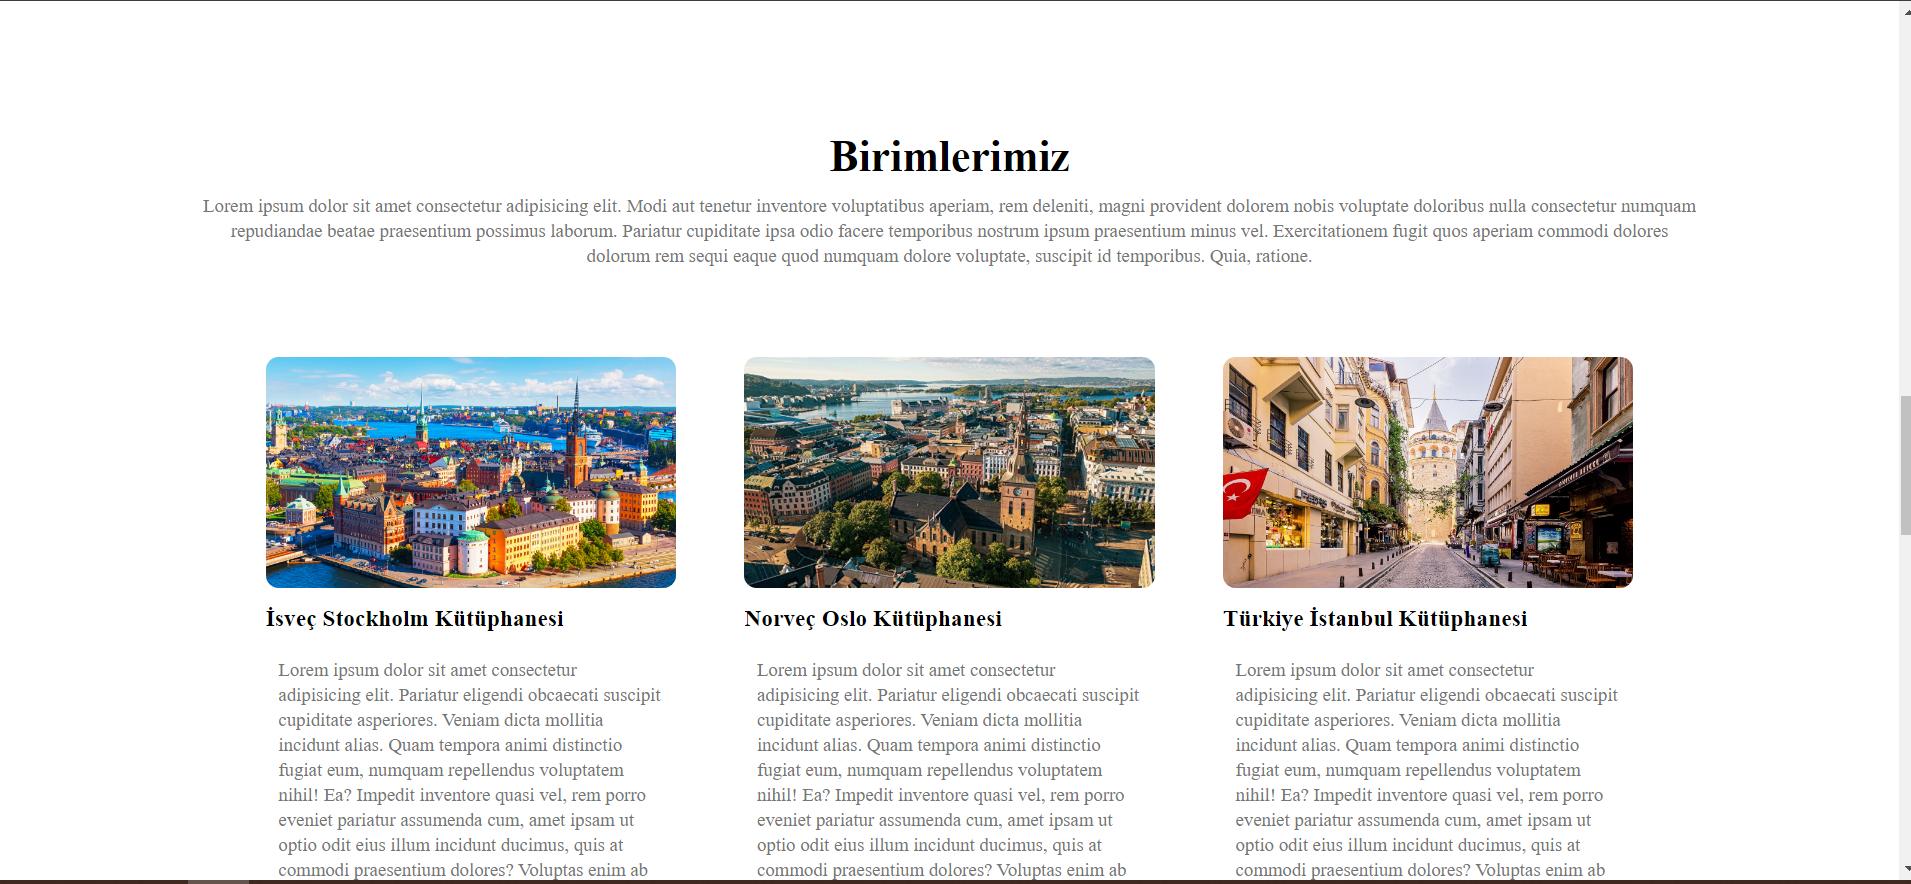 Birimlerimiz
Lorem ipsum dolor sit amet consectetur adipisicing elit. Modi aut tenetur inventore voluptatibus aperiam, rem deleniti, magni provident dolorem nobis voluptate doloribus nulla consectetur numquam
repudiandae beatae praesentium possimus laborum. Pariatur cupiditate ipsa odio facere temporibus nostrum ipsum praesentium minus vel. Exercitationem fugit quos aperiam commodi dolores
dolorum rem sequi eaque quod numquam dolore voluptate, suscipit id temporibus. Quia, ratione.
İsveç Stockholm Kütüphanesi
Lorem ipsum dolor sit amet consectetur
adipisicing elit. Pariatur eligendi obcaecati suscipit
cupiditate asperiores. Veniam dicta mollitia
incidunt alias. Quam tempora animi distinctio
fugiat eum, numquam repellendus voluptatem
nihil! Ea? Impedit inventore quasi vel, rem porro
eveniet pariatur assumenda cum, amet ipsam ut
optio odit eius illum incidunt ducimus, quis at
commodi praesentium dolores? Voluptas enim ab
Norveç Oslo Kütüphanesi
Lorem ipsum dolor sit amet consectetur
adipisicing elit. Pariatur eligendi obcaecati suscipit
cupiditate asperiores. Veniam dicta mollitia
incidunt alias. Quam tempora animi distinctio
fugiat eum, numquam repellendus voluptatem
nihil! Ea? Impedit inventore quasi vel, rem porro
eveniet pariatur assumenda cum, amet ipsam ut
optio odit eius illum incidunt ducimus, quis at
commodi praesentium dolores? Voluptas enim ab
Türkiye İstanbul Kütüphanesi
Lorem ipsum dolor sit amet consectetur
adipisicing elit. Pariatur eligendi obcaecati suscipit
cupiditate asperiores. Veniam dicta mollitia
incidunt alias. Quam tempora animi distinctio
fugiat eum, numquam repellendus voluptatem
nihil! Ea? Impedit inventore quasi vel, rem porro
eveniet pariatur assumenda cum, amet ipsam ut
optio odit eius illum incidunt ducimus, quis at
commodi praesentium dolores? Voluptas enim ab